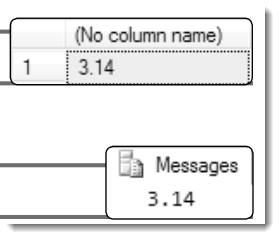 (No column name)
1 3.14
Messages
3.14